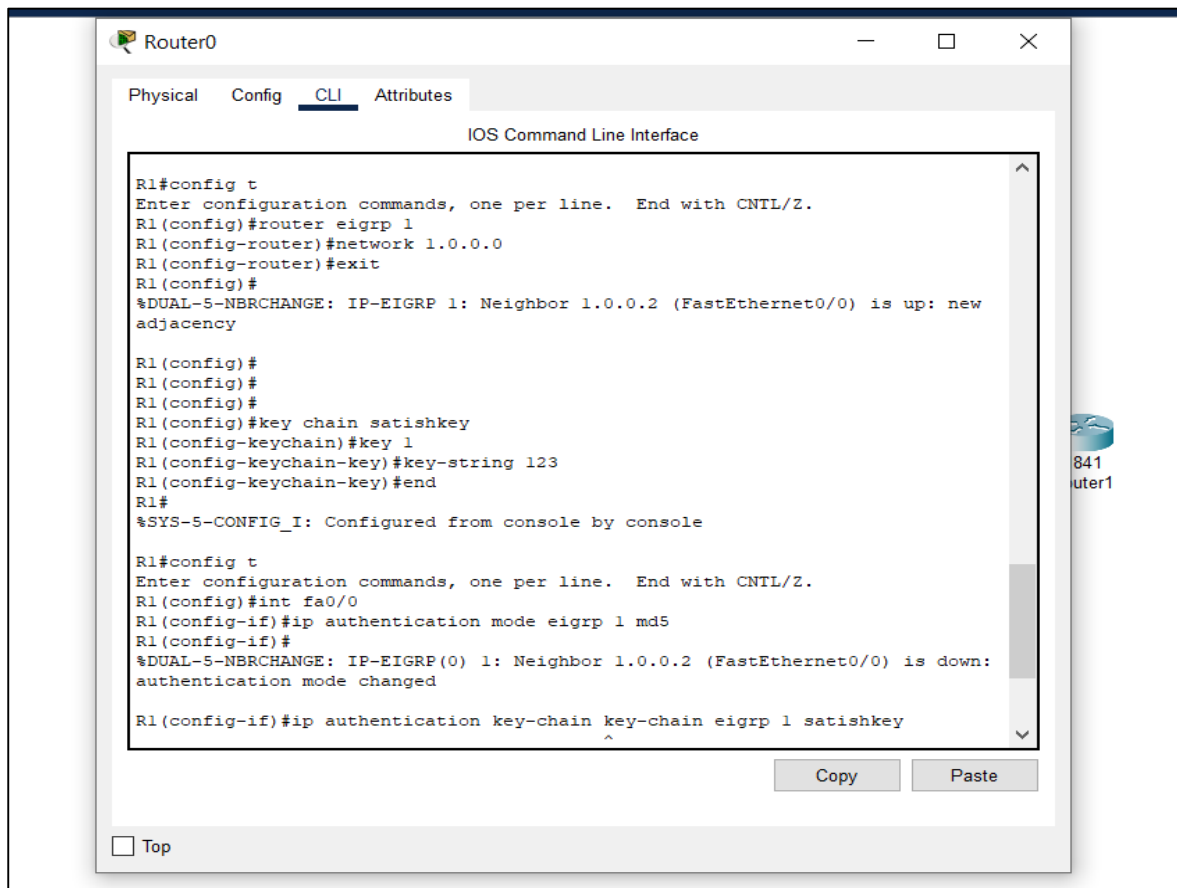 Router0
Physical Config CLI Attributes
IOS Command Line Interface
R1#config t
Enter configuration commands, one per line. End with CNTL/Z.
R1(config)#router eigrp 1
R1(config-router)#network 1.0.0.0
R1(config-router)#exit
R1(config)#
%DUAL-5-NBRCHANGE: IP-EIGRP 1: Neighbor 1.0.0.2 (FastEthernet0/0) is up: new
adjacency
R1(config)#
R1(config)#
R1(config)#
R1(config)#key chain satishkey
R1(config-keychain)#key 1
R1(config-keychain-key)#key-string 123
R1(config-keychain-key)#end
R1#
%SYS-5-CONFIG_I: Configured from console by console
R1#config t
Enter configuration commands, one per line. End with CNTL/Z.
R1(config)#int fa0/0
R1(config-if)#ip authentication mode eigrp 1 md5
R1(config-if)#
%DUAL-5-NBRCHANGE: IP-EIGRP(0) 1: Neighbor 1.0.0.2 (FastEthernet0/0) is down:
authentication mode changed
R1(config-if)#ip authentication key-chain key-chain eigrp 1 satishkey
^
841
uter1
Copy Paste
Top